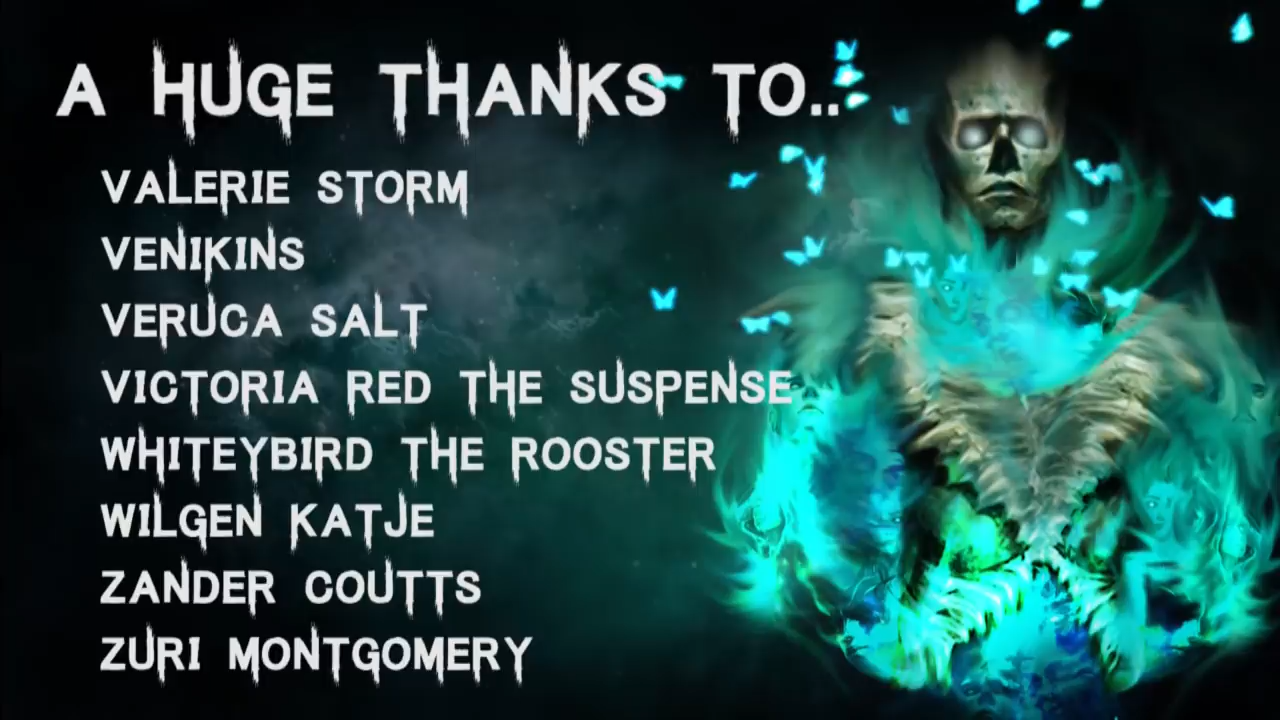 A HUGE THANKS TO..
VALERIE STORM
VENIKINS
VERUCA SALT
VICTORIA RED THE SUSPENSE
WHITEYBIRD THE ROOSTER
WILGEN KATJE
ZANDER COUTTS
ZURI MONTGOMERY